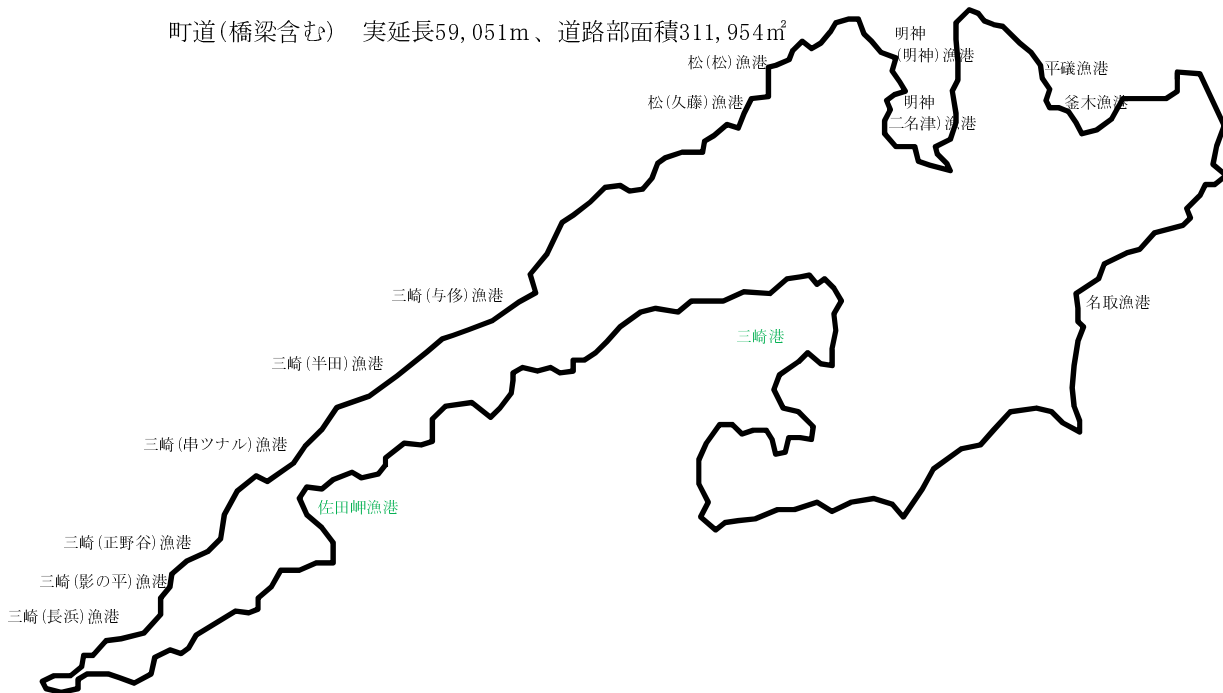 町道(橋梁含む)　実延長59,051m、道路部面積311,954㎡
明神
(明神)漁港
松(松)漁港
平礒漁港
松(久藤)漁港
明神
二名津)漁港
釜木漁港
三崎(与侈)漁港
名取漁港
三崎港
三崎(半田)漁港
三崎(串ツナル)漁港
佐田岬漁港
三崎(正野谷)漁港
三崎(影の平)漁港
三崎(長浜)漁港